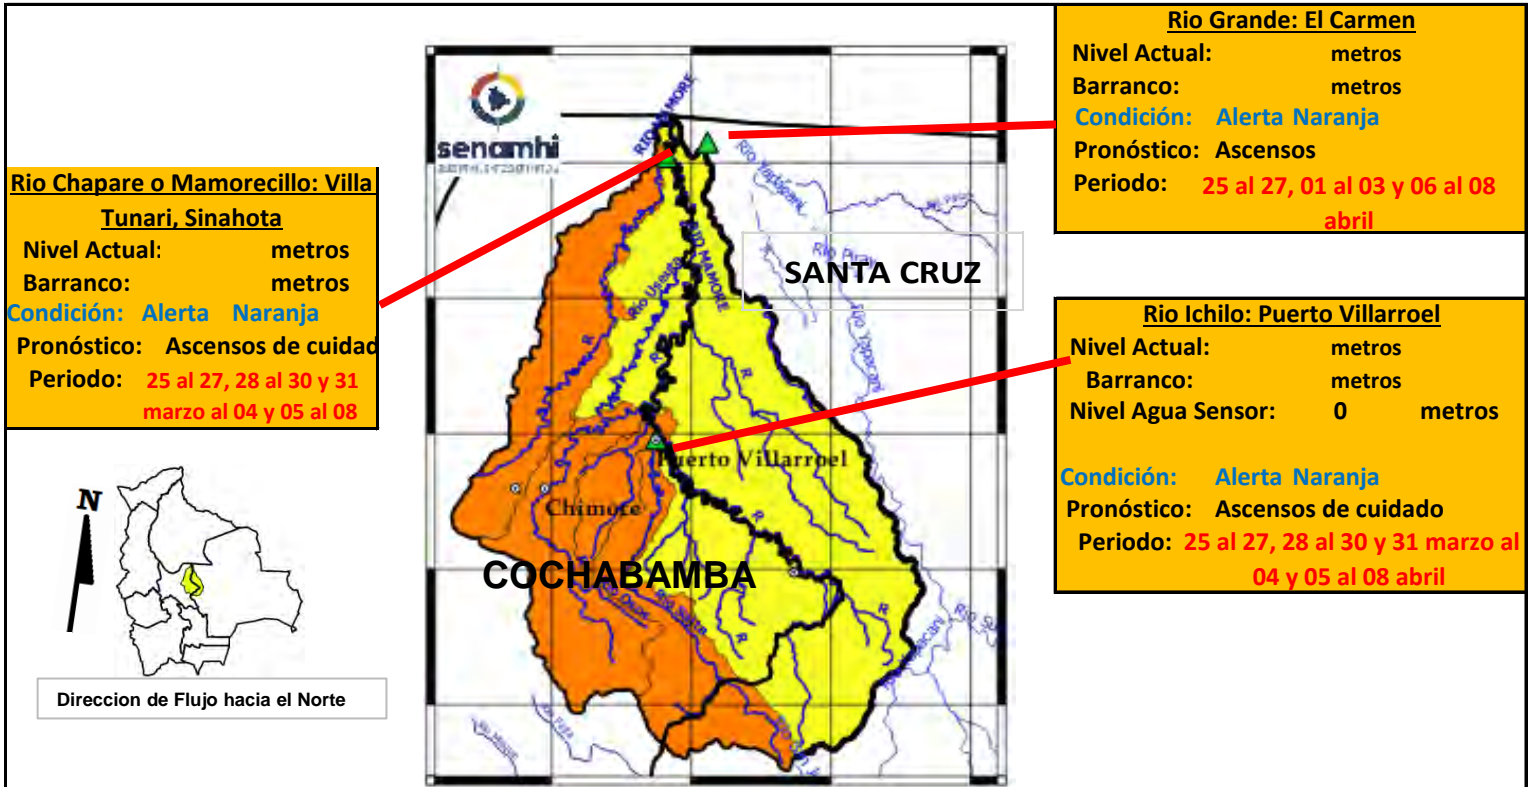 Rio Grande: El Carmen
Nivel Actual: metros
Barranco: metros
Condición: Alerta Naranja
Pronóstico: Ascensos
Periodo: 25 al 27, 01 al 03 y 06 al 08
abril
senamhi
Rio Chapare o Mamorecillo: Villa
Tunari, Sinahota
Nivel Actual: metros
Barranco: metros
Condición: Alerta Naranja
Pronóstico: Ascensos de cuidad
Periodo: 25 al 27, 28 al 30 y 31
marzo al 04 y 05 al 08
RIO MAMORE
Rio Yapacani
SANTA CRUZ
RIO MAMORE
Rio Yapacani
R
R
R
Puerto Villarroel
Chimore
COCHABAMBA
R
R
R
R
Rio Ichilo: Puerto Villarroel
Nivel Actual: metros
Barranco: metros
Nivel Agua Sensor: 0 metros
Condición: Alerta Naranja
Pronóstico: Ascensos de cuidado
Periodo: 25 al 27, 28 al 30 y 31 marzo al
04 y 05 al 08 abril
N
Direccion de Flujo hacia el Norte